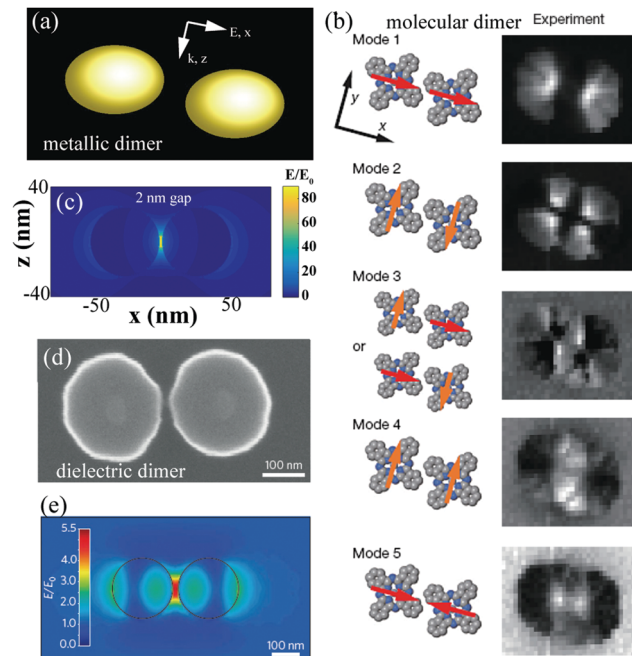 (a)
E, x
k, z
metallic dimer
(b) molecular dimer Experiment
Mode 1
y
x
Mode 2
Mode 3
or
Mode 4
Mode 5
(c)
E/E0
2 nm gap
40
-40
z (nm)
-50
0
50
x (nm)
80
60
40
20
0
(d)
dielectric dimer
100 nm
(e)
5.5
4.0
3.0
2.0
1.0
0.0
E/E0
100 nm